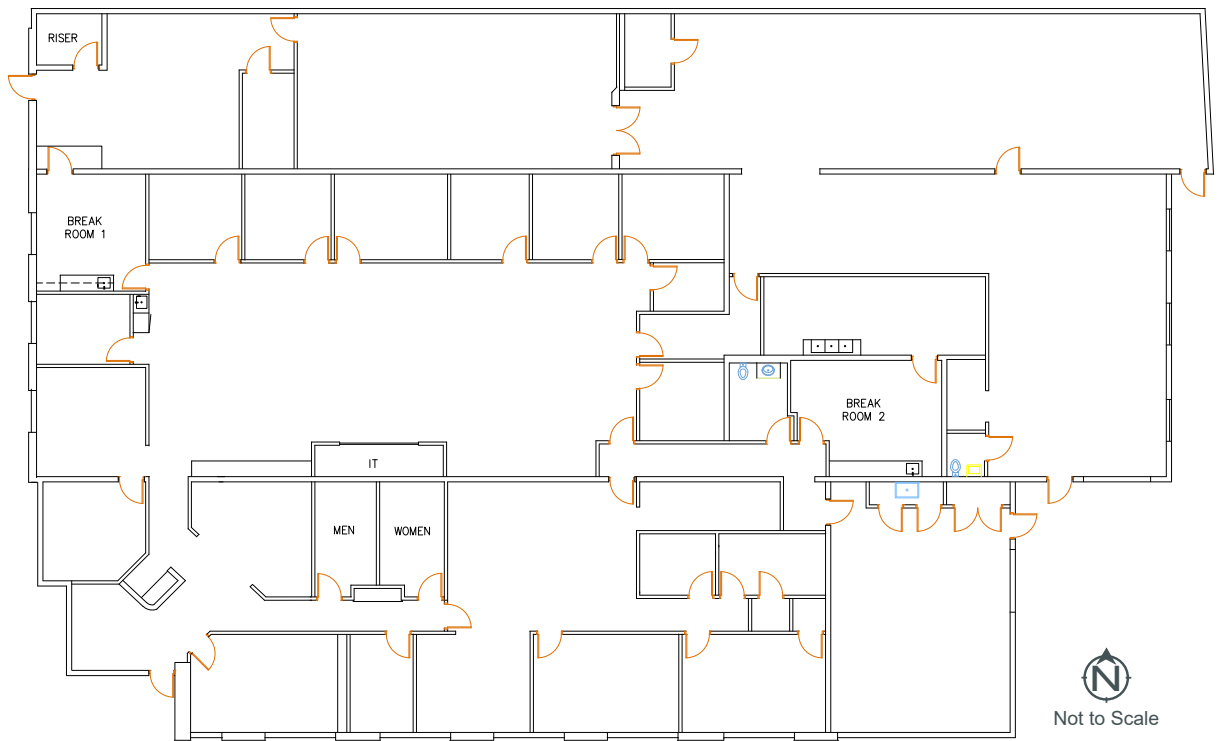 RISER
BREAK
ROOM 1
BREAK
ROOM 2
IT
MEN
WOMEN
N
Not to Scale